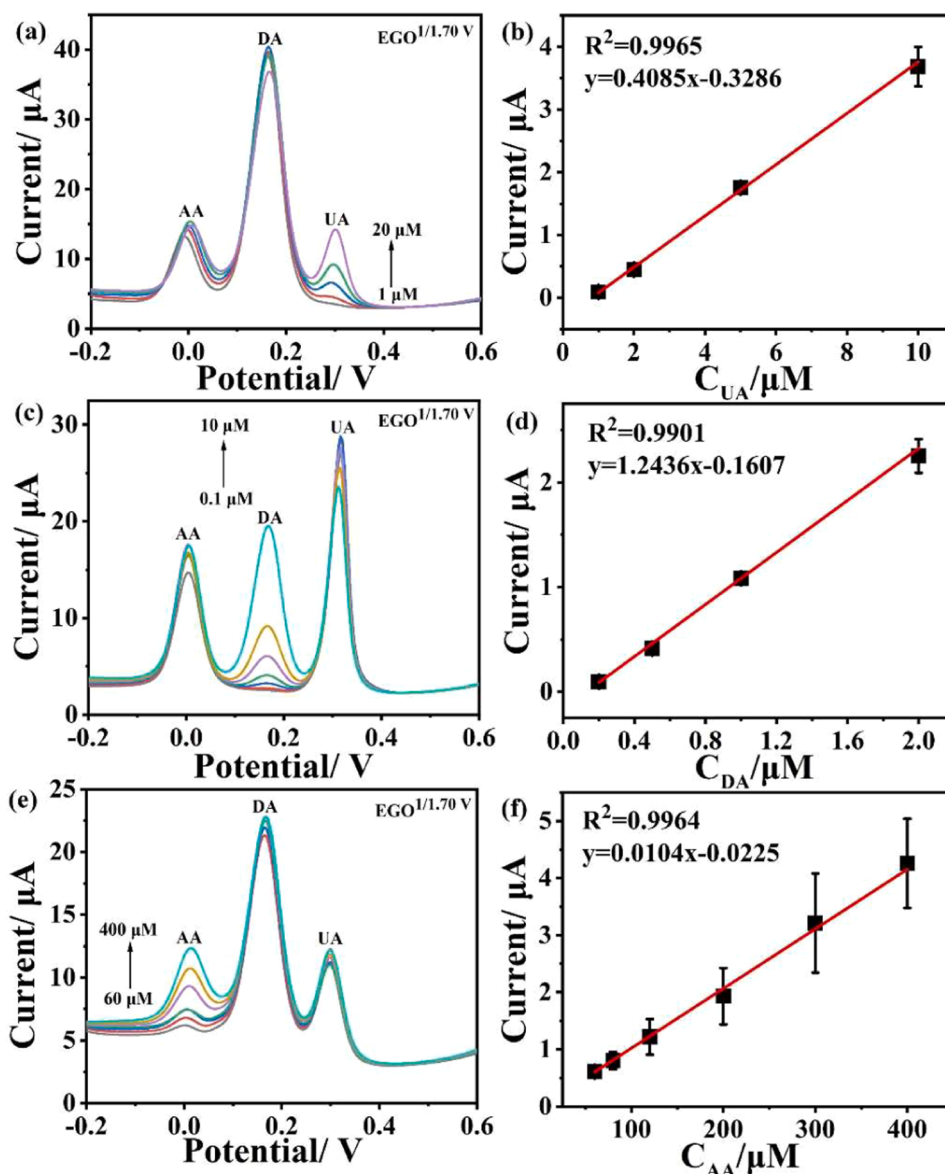 (a)
DA
EGO1/1.70 V
AA
UA
20 µM
1 µM
40
30
20
10
0
Current/ µA
-0.2
0.0
0.2
0.4
0.6
Potential/ V
(b)
R2=0.9965
y=0.4085x-0.3286
4
3
2
1
0
Current/ µA
0
2
4
6
8
10
CUA/µM
(c)
10 µM
0.1 µM
AA
DA
UA
EGO1/1.70 V
30
20
10
0
Current/ µA
-0.2
0.0
0.2
0.4
0.6
Potential/ V
(d)
R2=0.9901
y=1.2436x-0.1607
2
1
0
Current/ µA
0.0
0.4
0.8
1.2
1.6
2.0
CDA/µM
(e)
DA
EGO1/1.70 V
400 µM
60 µM
AA
UA
25
20
15
10
5
0
Current/ µA
-0.2
0.0
0.2
0.4
0.6
Potential/ V
(f)
R2=0.9964
y=0.0104x-0.0225
5
4
3
2
1
0
Current/ µA
100
200
300
400
CAA/µM